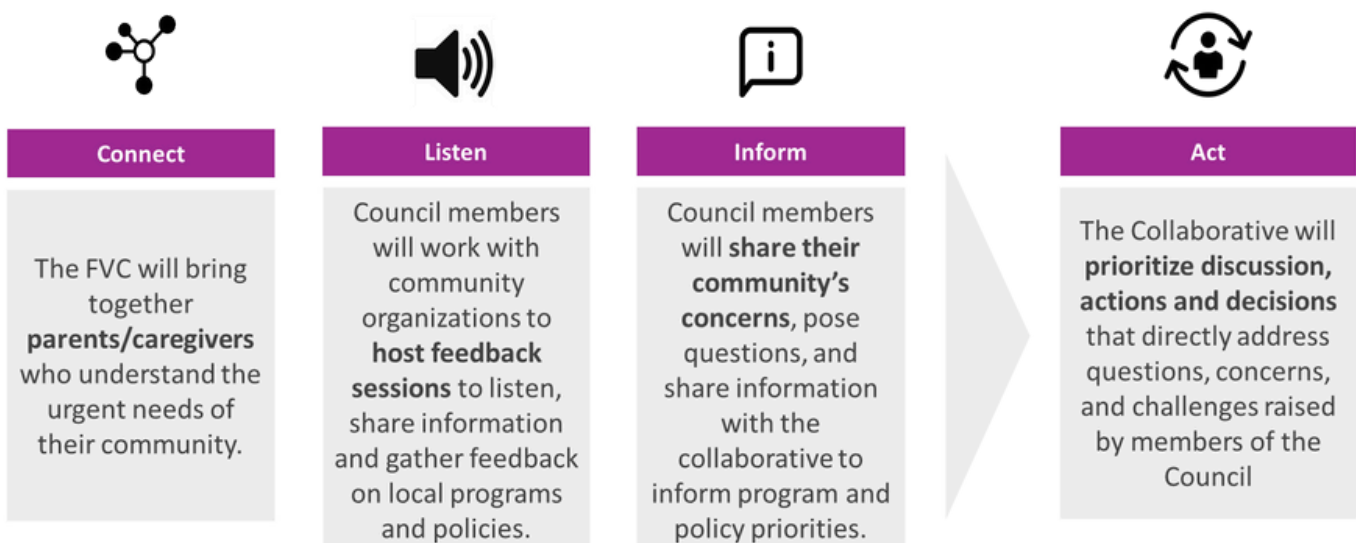 Connect
The FVC will bring
together
parents/caregivers
who understand the
urgent needs of
their community.
Listen
Council members
will work with
community
organizations to
host feedback
sessions to listen,
share information
and gather feedback
on local programs
and policies.
i
Inform
Council members
will share their
community’s
concerns, pose
questions, and
share information
with the
collaborative to
inform program and
policy priorities.
Act
The Collaborative will
prioritize discussion,
actions and decisions
that directly address
questions, concerns,
and challenges raised
by members of the
Council